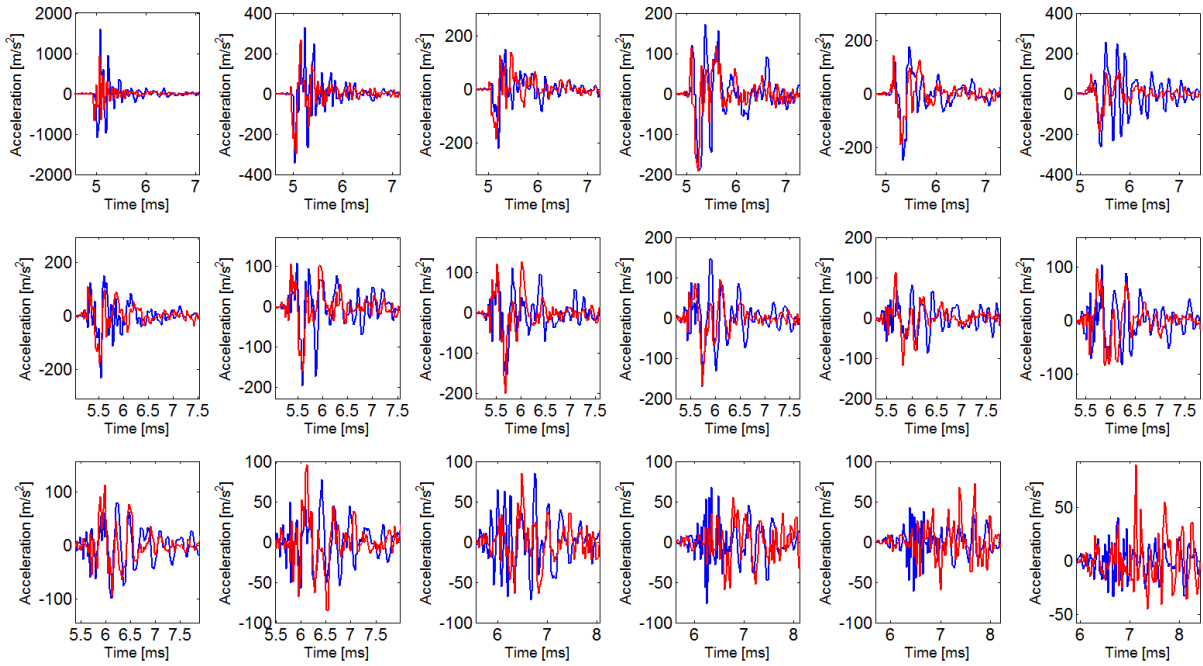 2000 400 200 400
Acceleration [m/s²] Acceleration [m/s²] Acceleration [m/s²] Acceleration [m/s²] Acceleration [m/s²] Acceleration [m/s²]
300
1000 200 200 100 200
0 0 0 0 0 0
-1000 -200 -200 -100 -200
-300
-2000 -400 -200 -400
5 6 7 5 6 7 5 6 7 5 6 7 5 6 7 5 6 7
Time [ms] Time [ms] Time [ms] Time [ms] Time [ms] Time [ms]
200 200
Acceleration [m/s²] Acceleration [m/s²] Acceleration [m/s²] Acceleration [m/s²] Acceleration [m/s²] Acceleration [m/s²]
200 100 100 100 100 100
0 0 0 0 0 0
-100 -100 -100 -100 -100
-200 -200 -200 -200 -200
5.5 6 6.5 7 7.5 5.5 6 6.5 7 7.5 5.5 6 6.5 7 7.5 5.5 6 6.5 7 7.5 5.5 6 6.5 7 7.5 5.5 6 6.5 7 7.5
Time [ms] Time [ms] Time [ms] Time [ms] Time [ms] Time [ms]
100 100 100 100
Acceleration [m/s²] Acceleration [m/s²] Acceleration [m/s²] Acceleration [m/s²] Acceleration [m/s²] Acceleration [m/s²]
100 50 50 50 50 50
0 0 0 0 0 0
-100 -50 -50 -50 -50 -50
-100 -100 -100 -100
5.5 6 6.5 7 7.5 5.5 6 6.5 7 7.5 6 7 8 6 7 8 6 7 8 6 7 8
Time [ms] Time [ms] Time [ms] Time [ms] Time [ms] Time [ms]